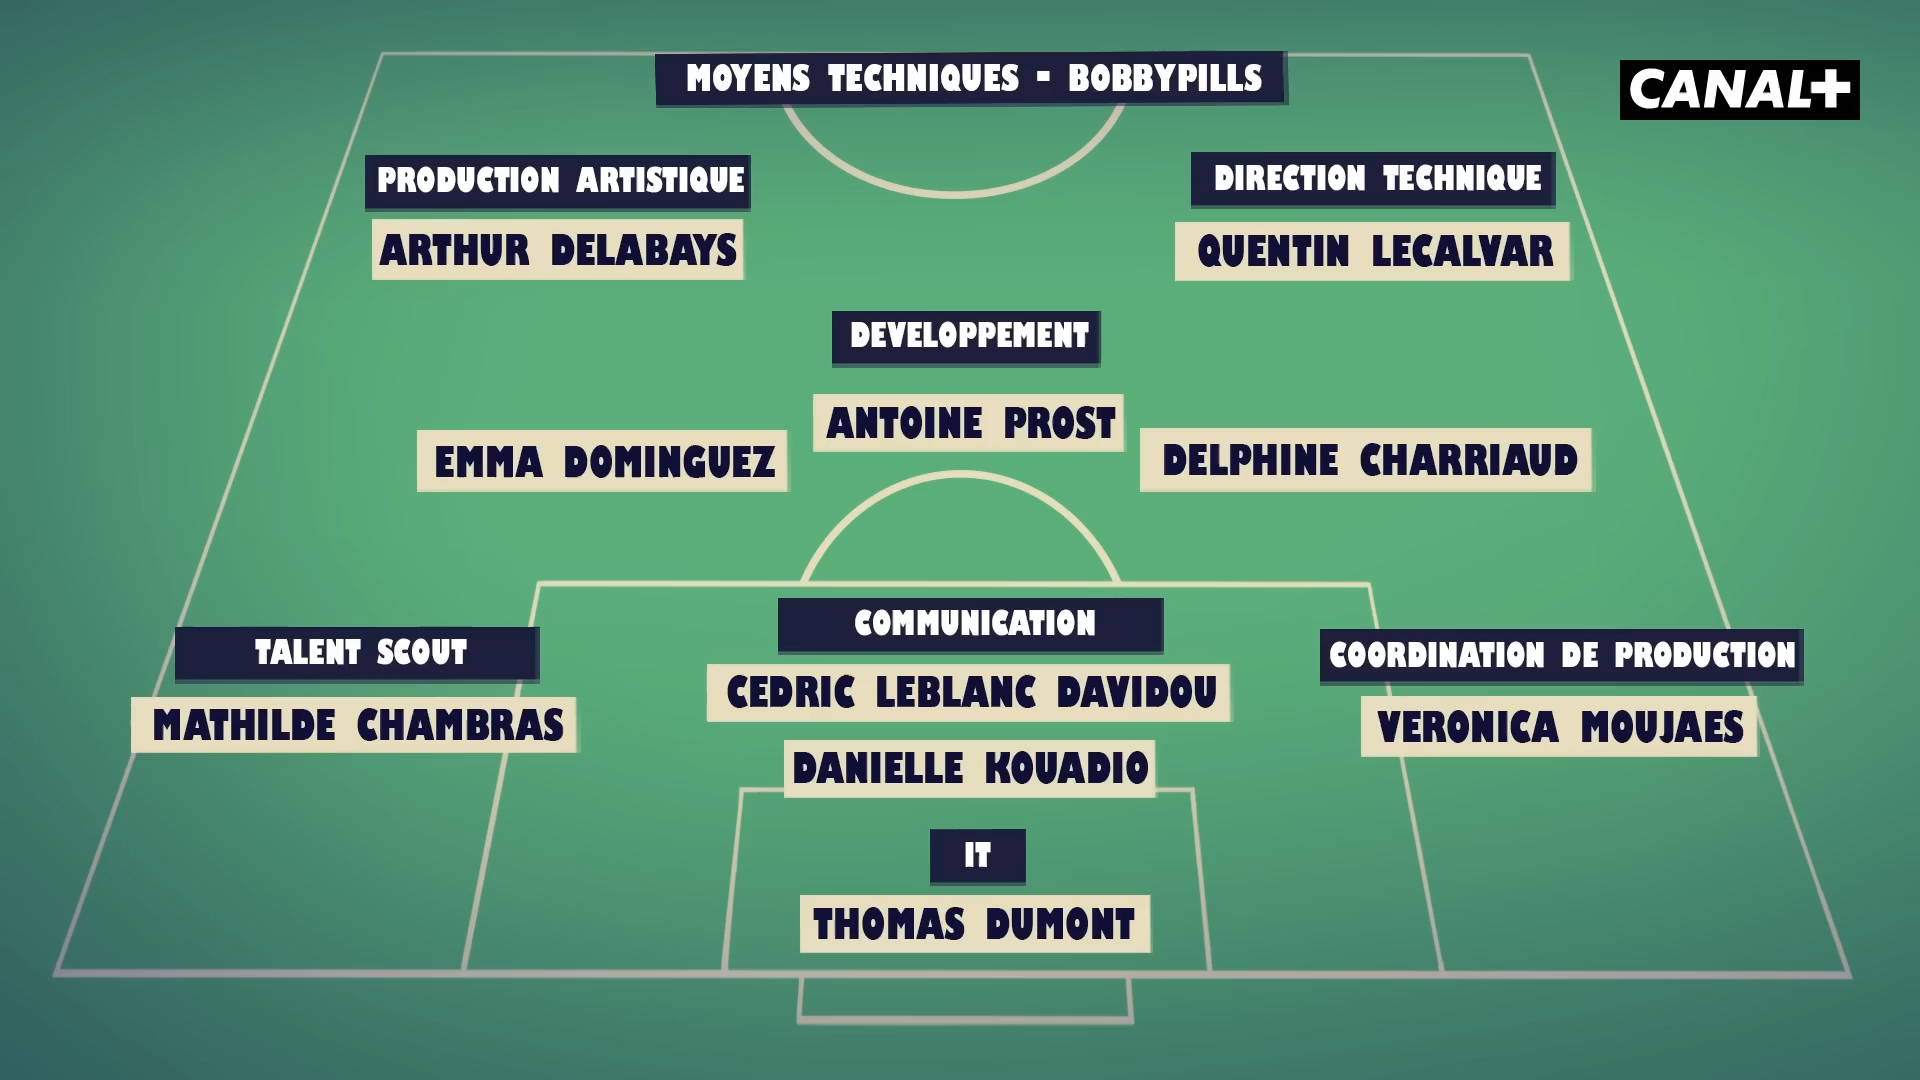 MOYENS TECHNIQUES - BOBBYPILLS
CANAL+
PRODUCTION ARTISTIQUE
ARTHUR DELABAYS
DIRECTION TECHNIQUE
QUENTIN LECALVAR
DEVELOPPEMENT
ANTOINE PROST
EMMA DOMINGUEZ
DELPHINE CHARRIAUD
TALENT SCOUT
MATHILDE CHAMBRAS
COMMUNICATION
CEDRIC LEBLANC DAVIDOU
DANIELLE KOUADIO
COORDINATION DE PRODUCTION
VERONICA MOUJAES
IT
THOMAS DUMONT